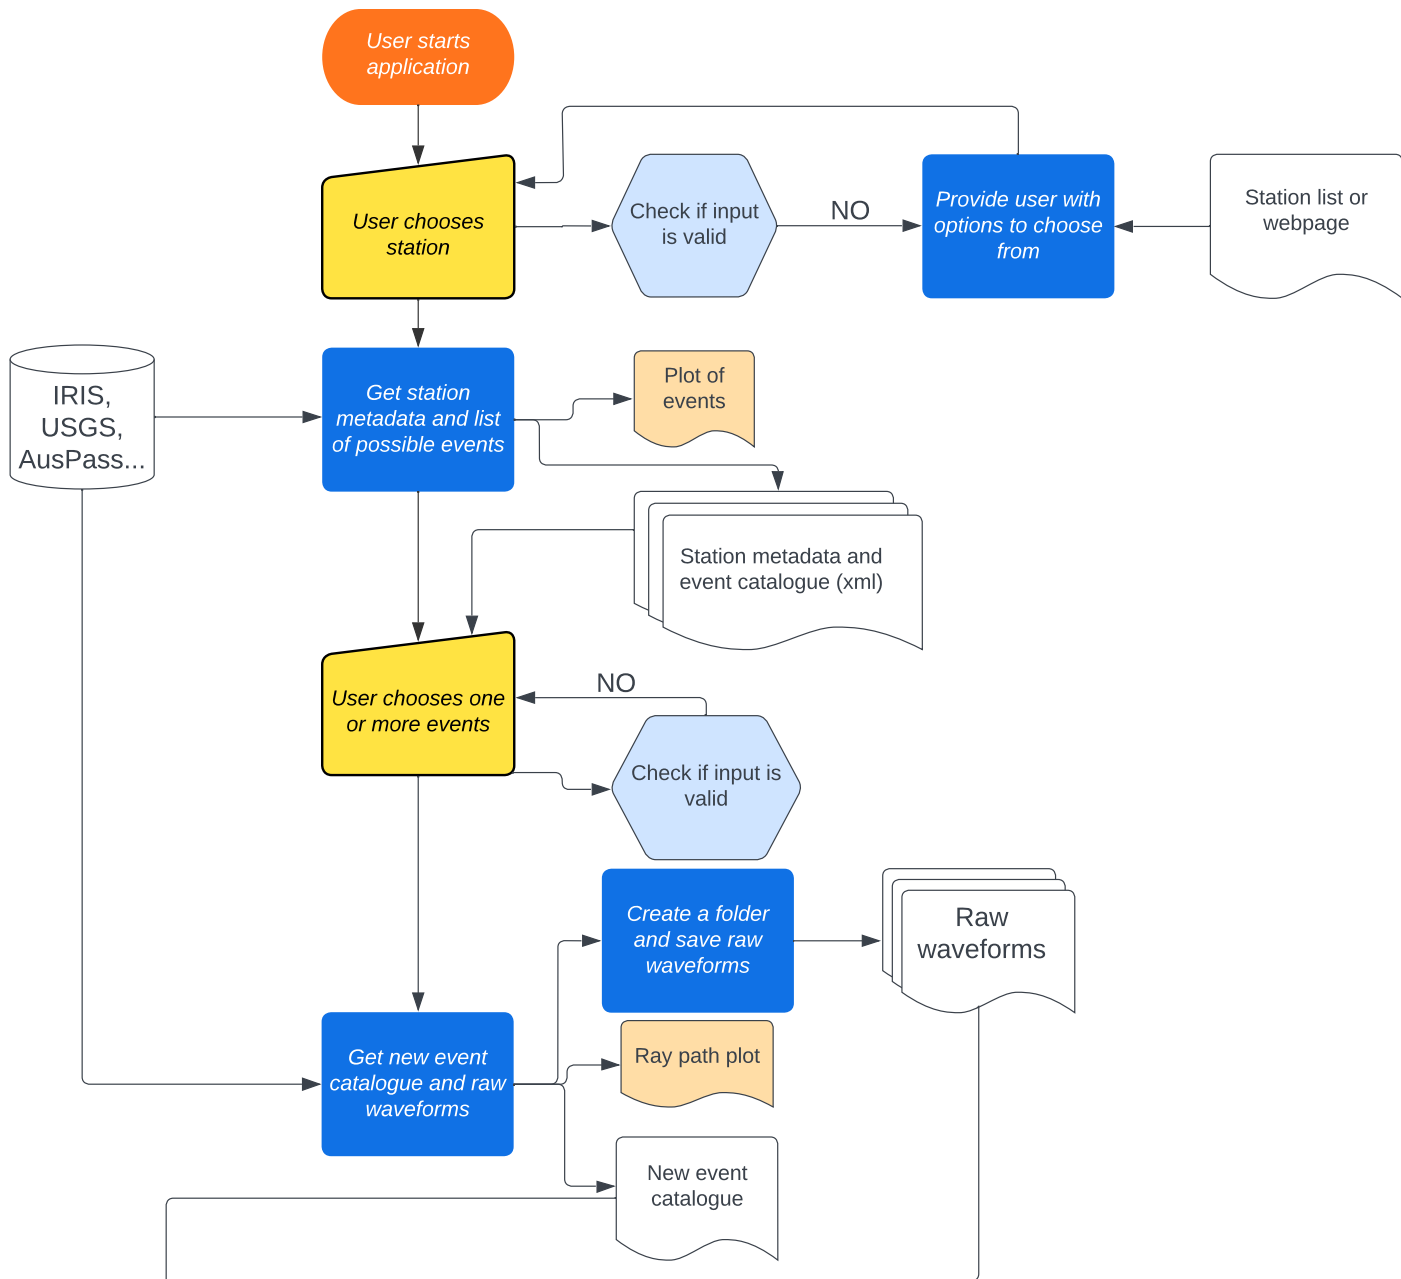 User starts
application
User chooses
station
Check if input
is valid
NO
Provide user with
options to choose
from
Station list or
webpage
IRIS,
USGS,
AusPass...
Get station
metadata and list
of possible events
Plot of
events
Station metadata and
event catalogue (xml)
User chooses one
or more events
NO
Check if input is
valid
Create a folder
and save raw
waveforms
Raw
waveforms
Get new event
catalogue and raw
waveforms
Ray path plot
New event
catalogue